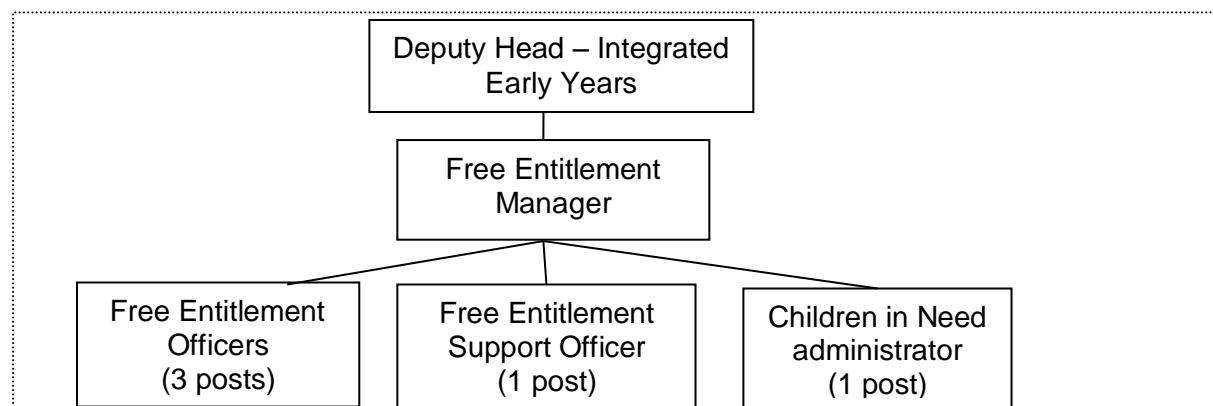 Deputy Head – Integrated
Early Years
Free Entitlement
Manager
Free Entitlement
Officers
(3 posts)
Free Entitlement
Support Officer
(1 post)
Children in Need
administrator
(1 post)